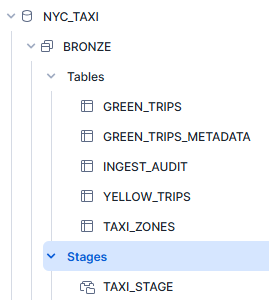 NYC_TAXI
BRONZE
Tables
GREEN_TRIPS
GREEN_TRIPS_METADATA
INGEST_AUDIT
YELLOW_TRIPS
TAXI_ZONES
Stages
TAXI_STAGE